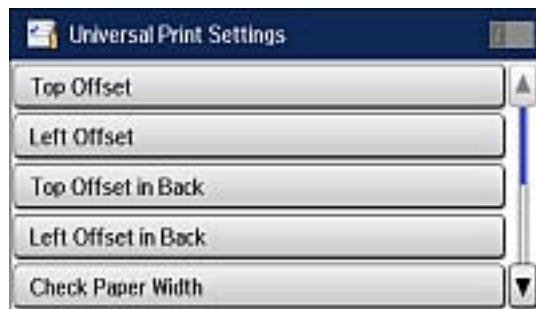 Universal Print Settings
Top Offset
Left Offset
Top Offset in Back
Left Offset in Back
Check Paper Width